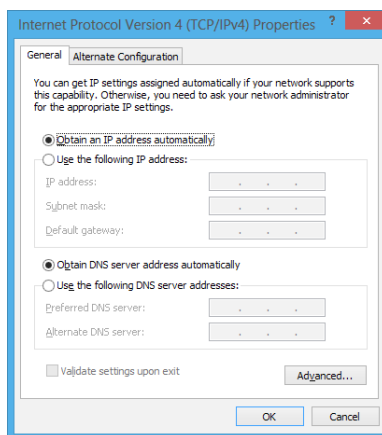 Internet Protocol Version 4 (TCP/IPv4) Properties ? ×
General Alternate Configuration
You can get IP settings assigned automatically if your network supports
this capability. Otherwise, you need to ask your network administrator
for the appropriate IP settings.
Obtain an IP address automatically
Use the following IP address:
IP address: . . .
Subnet mask: . . .
Default gateway: . . .
Obtain DNS server address automatically
Use the following DNS server addresses:
Preferred DNS server: . . .
Alternate DNS server: . . .
Validate settings upon exit
Advanced...
OK Cancel